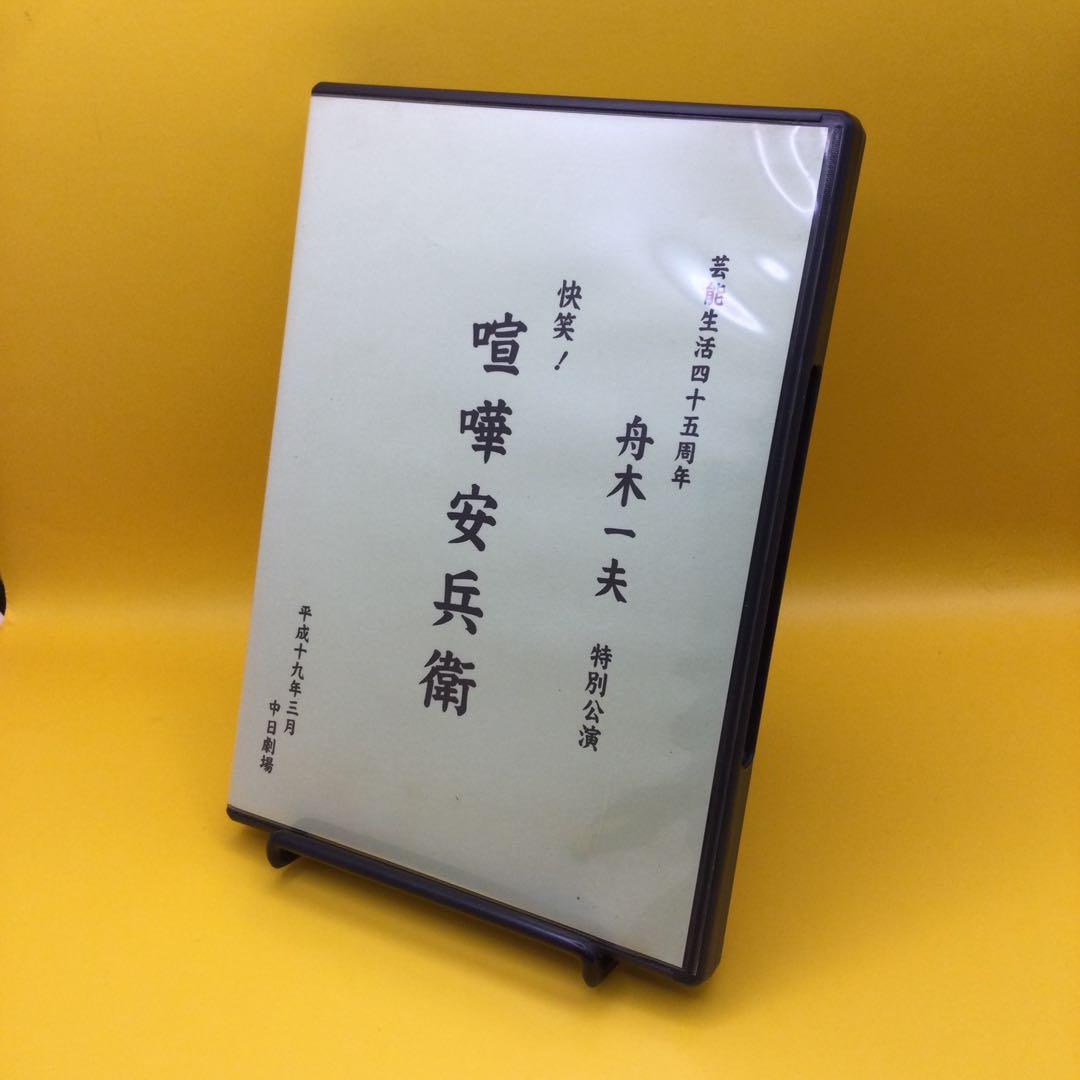 芸能生活四十五周年
舟木一夫 特別公演
快笑!
喧嘩安兵衛
平成十九年三月
中日劇場